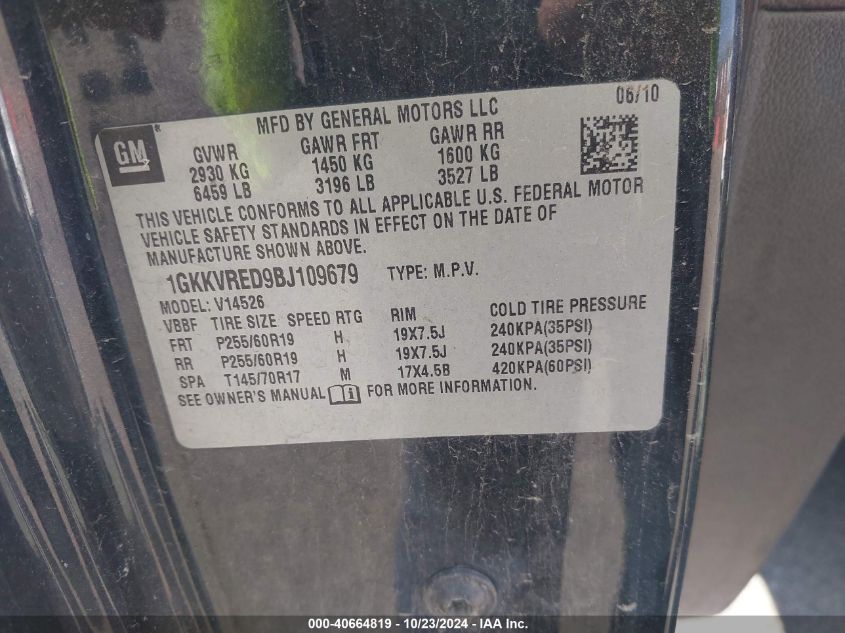 06/10
MFD BY GENERAL MOTORS LLC
GM®
GVWR GAWR FRT GAWR RR
2930 KG 1450 KG 1600 KG
6459 LB 3196 LB 3527 LB
THIS VEHICLE CONFORMS TO ALL APPLICABLE U.S. FEDERAL MOTOR
VEHICLE SAFETY STANDARDS IN EFFECT ON THE DATE OF
MANUFACTURE SHOWN ABOVE.
1GKKVRED9BJ109679 TYPE: M.P.V.
MODEL: V14526
VBBF TIRE SIZE SPEED RTG RIM COLD TIRE PRESSURE
FRT P255/60R19 H 19X7.5J 240KPA(35PSI)
RR P255/60R19 H 19X7.5J 240KPA(35PSI)
SPA T145/70R17 M 17X4.5B 420KPA(60PSI)
SEE OWNER'S MANUAL FOR MORE INFORMATION.
000-40664819 - 10/23/2024 - IAA Inc.